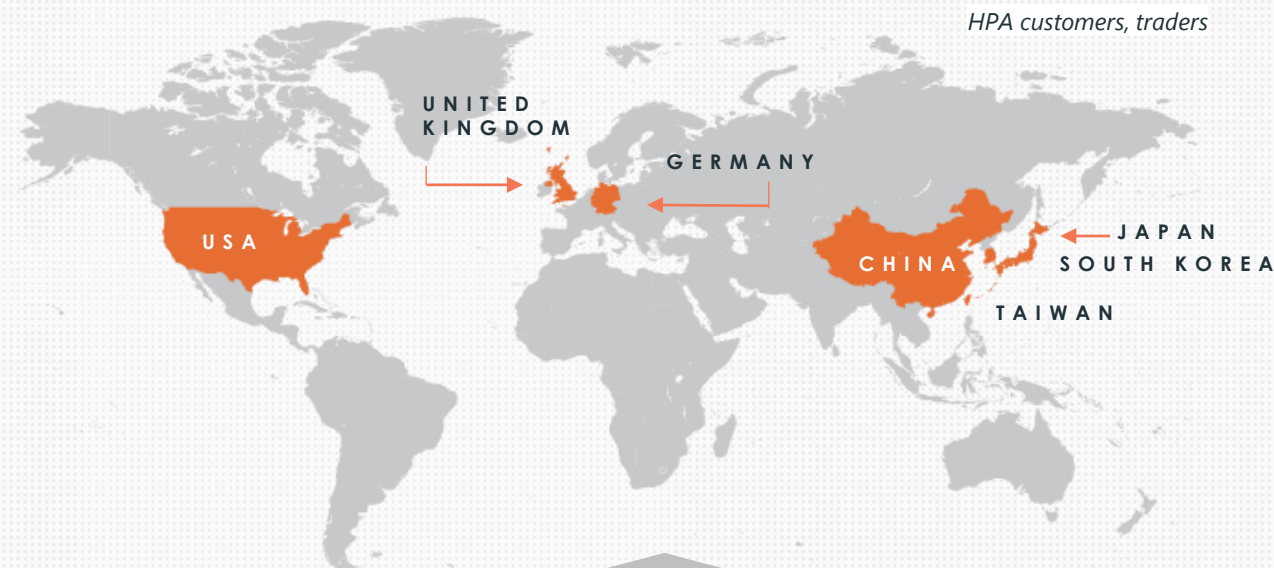 HPA customers, traders
UNITED
KINGDOM
GERMANY
USA
JAPAN
CHINA
SOUTH KOREA
TAIWAN